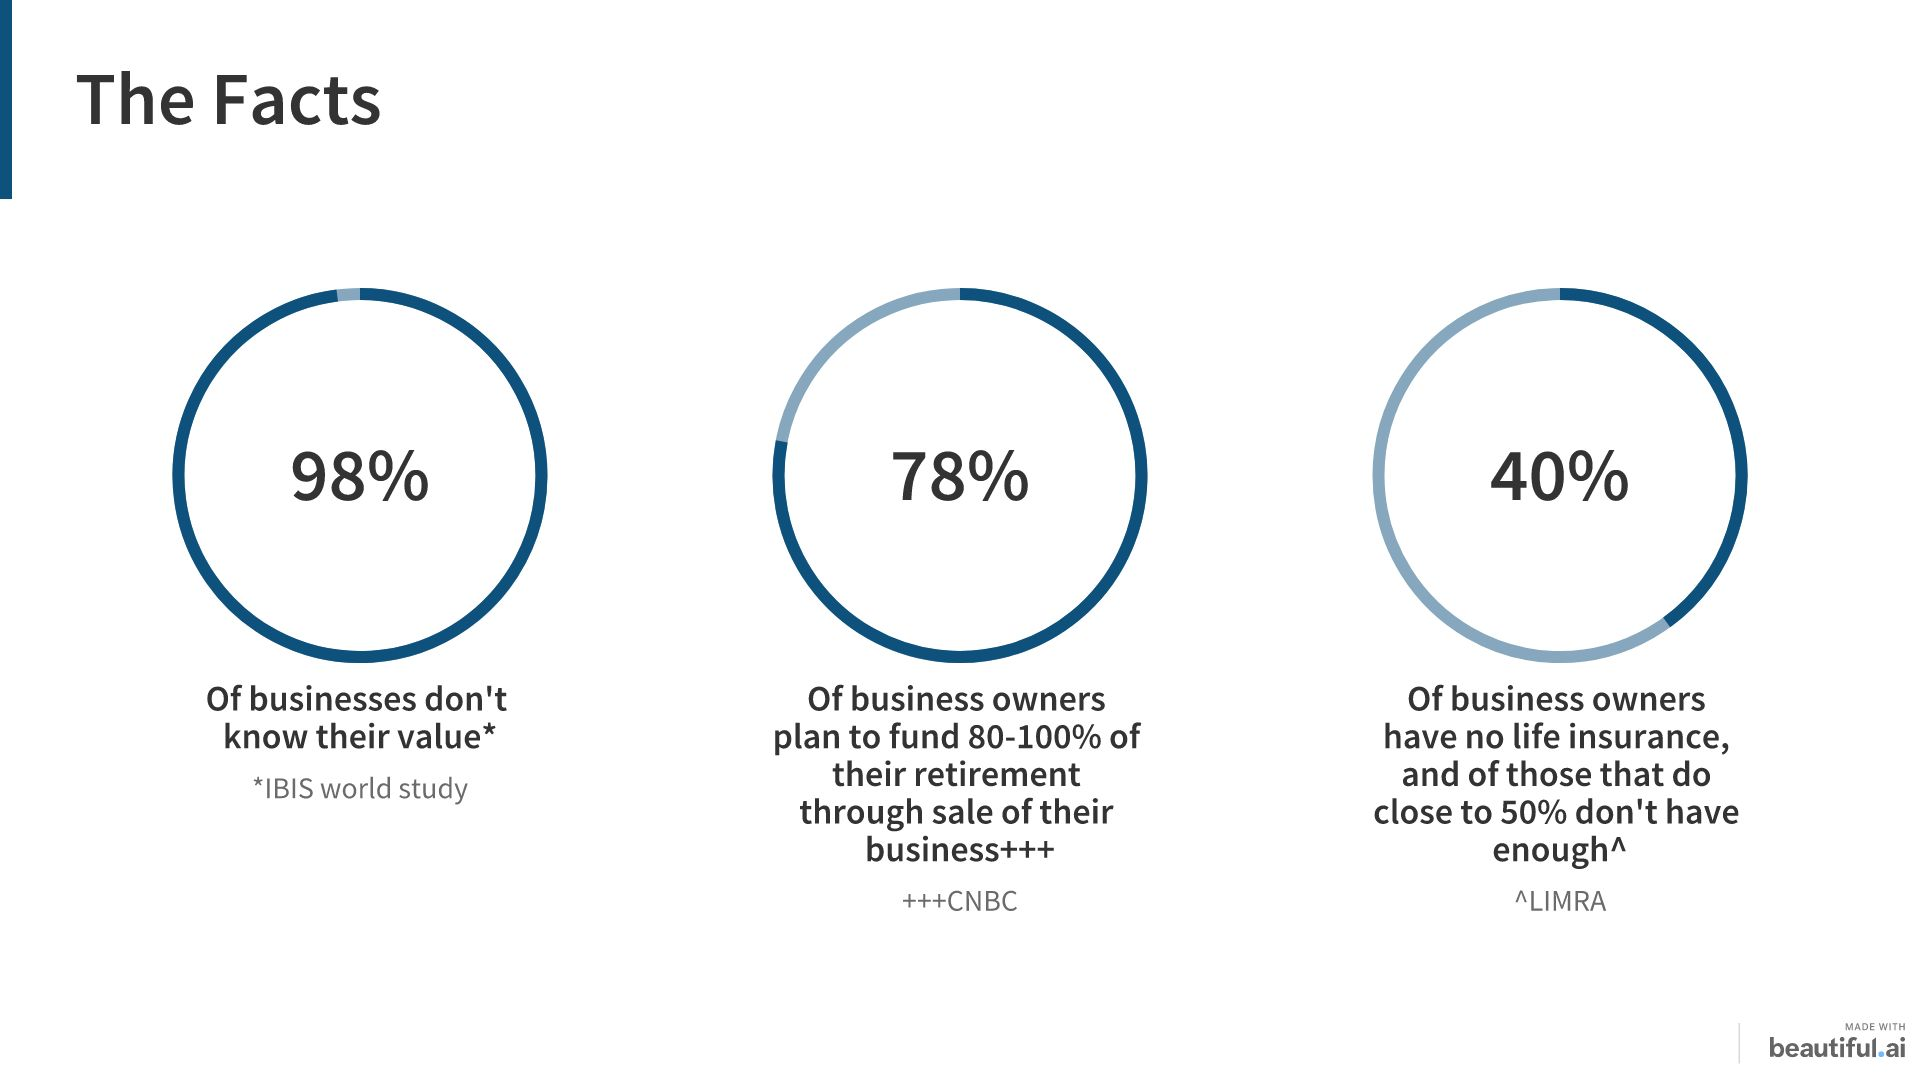 The Facts
98%
Of businesses don't
know their value*
*IBIS world study
78%
Of business owners
plan to fund 80-100% of
their retirement
through sale of their
business+++
+++CNBC
40%
Of business owners
have no life insurance,
and of those that do
close to 50% don't have
enough^
^LIMRA
MADE WITH
beautiful.ai